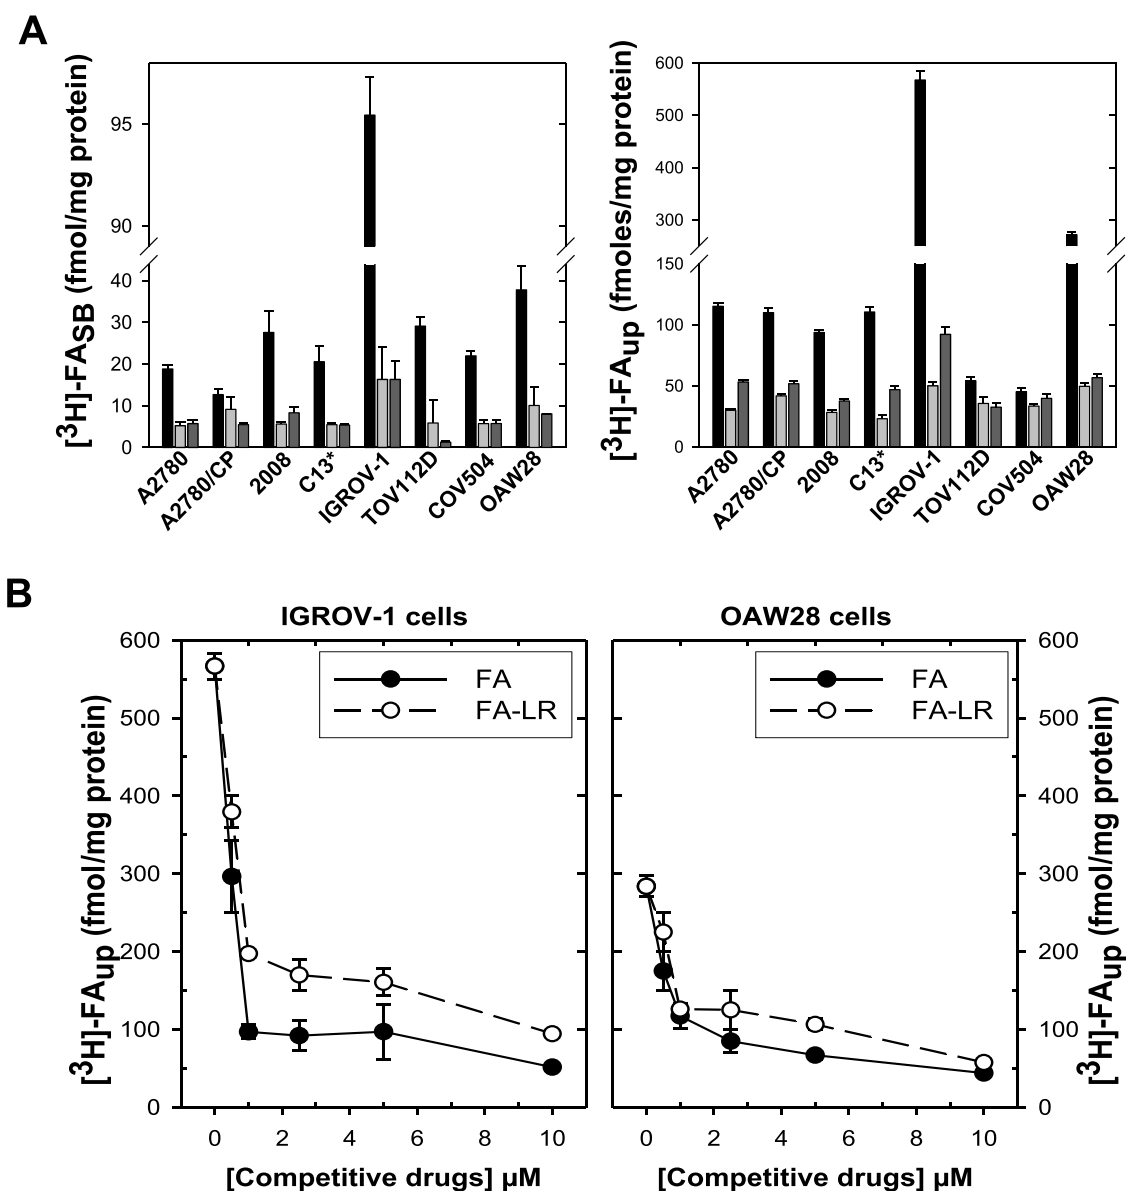 A
[3H]-FASB (fmol/mg protein)
95
90
40
30
20
10
0
A2780
A2780/CP
2008
C13*
IGROV-1
TOV112D
COV504
OAW28
[3H]-FAup (fmoles/mg protein)
600
500
400
300
150
100
50
0
A2780
A2780/CP
2008
C13*
IGROV-1
TOV112D
COV504
OAW28
B
IGROV-1 cells
[3H]-FAup (fmol/mg protein)
600
500
400
300
200
100
0
FA
FA-LR
0 2 4 6 8 10
[Competitive drugs] µM
OAW28 cells
FA
FA-LR
600
500
400
300
200
100
0
[3H]-FAup (fmol/mg protein)
0 2 4 6 8 10
[Competitive drugs] µM